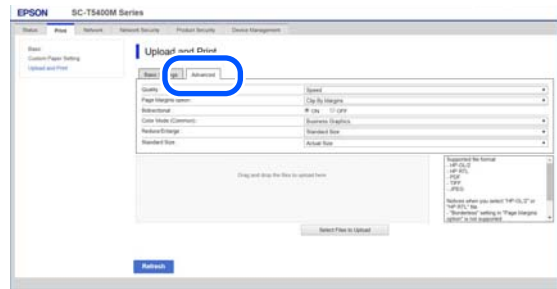 EPSON SC-T5400M Series
Status Print Network Network Security Product Security Device Management
Basic
Custom Paper Setting
Upload and Print
Upload and Print
Advanced
Quality : Speed
Page Margins option : Clip By Margins
Bidirectional : ON OFF
Color Mode (Common) : Business Graphics
Reduce/Enlarge : Standard Size
Standard Size : Actual Size
Drag and drop the files to upload here
Supported file format
- HP-GL/2
- HP RTL
- PDF
- TIFF
- JPEG
Notices when you select "HP-GL/2" or
"HP RTL" file
- "Borderless" setting in "Page Margins
option" is not supported
Select Files to Upload
Refresh